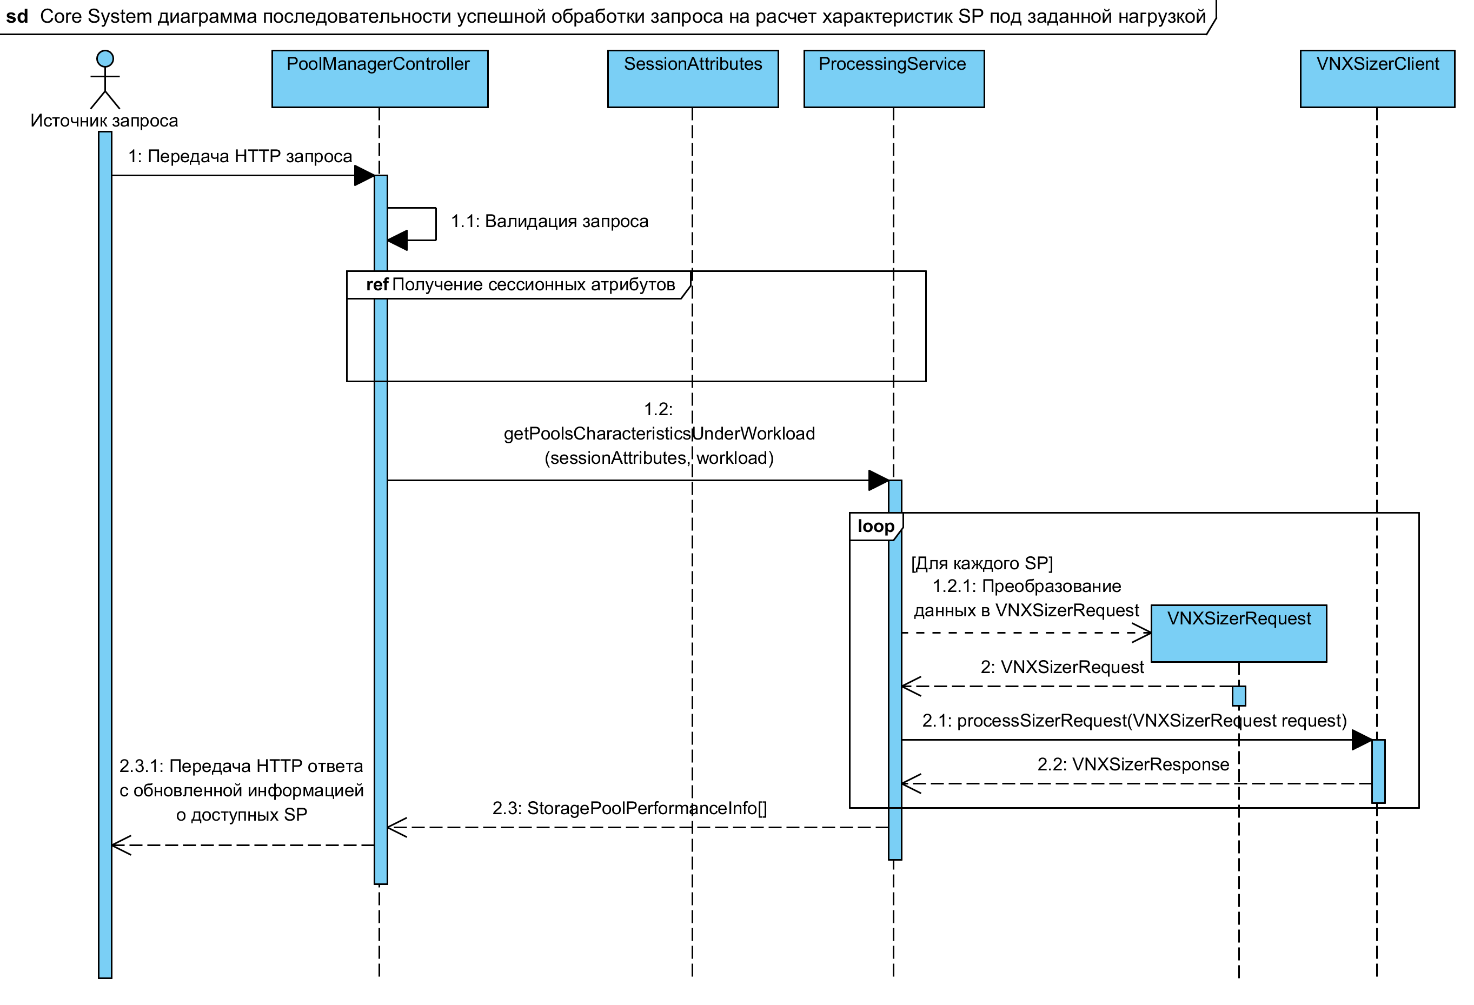 sd Core System диаграмма последовательности успешной обработки запроса на расчет характеристик SP под заданной нагрузкой
PoolManagerController
SessionAttributes
ProcessingService
VNXSizerClient
Источник запроса
1: Передача HTTP запроса
1.1: Валидация запроса
ref Получение сессионных атрибутов
1.2:
getPoolsCharacteristicsUnderWorkload
(sessionAttributes, workload)
loop
[Для каждого SP]
1.2.1: Преобразование
данных в VNXSizerRequest
VNXSizerRequest
2: VNXSizerRequest
2.1: processSizerRequest(VNXSizerRequest request)
2.2: VNXSizerResponse
2.3: StoragePoolPerformanceInfo[]
2.3.1: Передача HTTP ответа
с обновленной информацией
о доступных SP